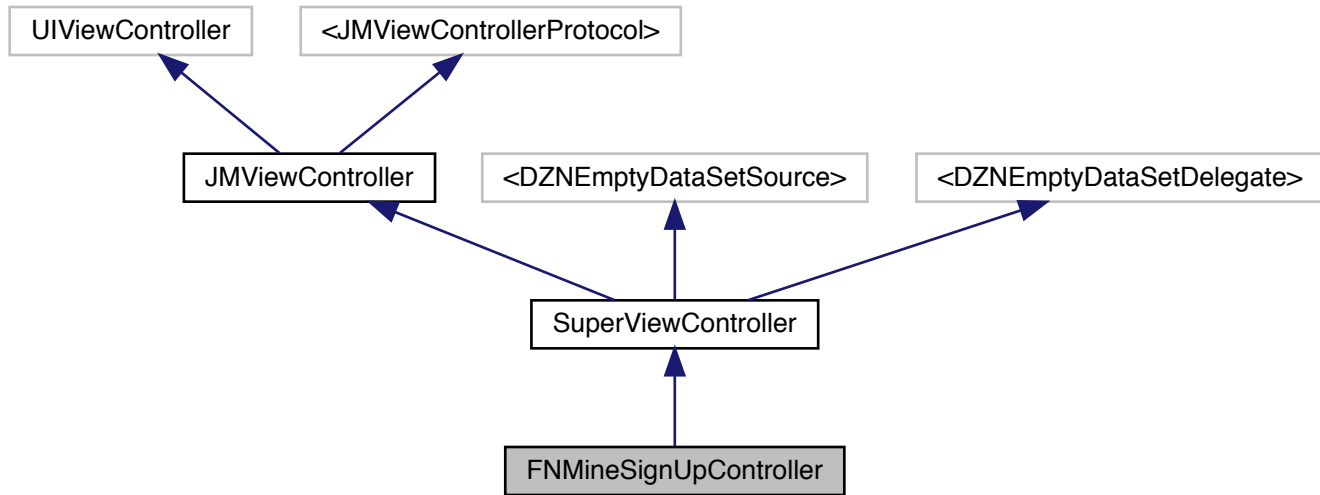 UIViewController
<JMViewControllerProtocol>
JMViewController
<DZNEmptyDataSetSource>
<DZNEmptyDataSetDelegate>
SuperViewController
FNMineSignUpController